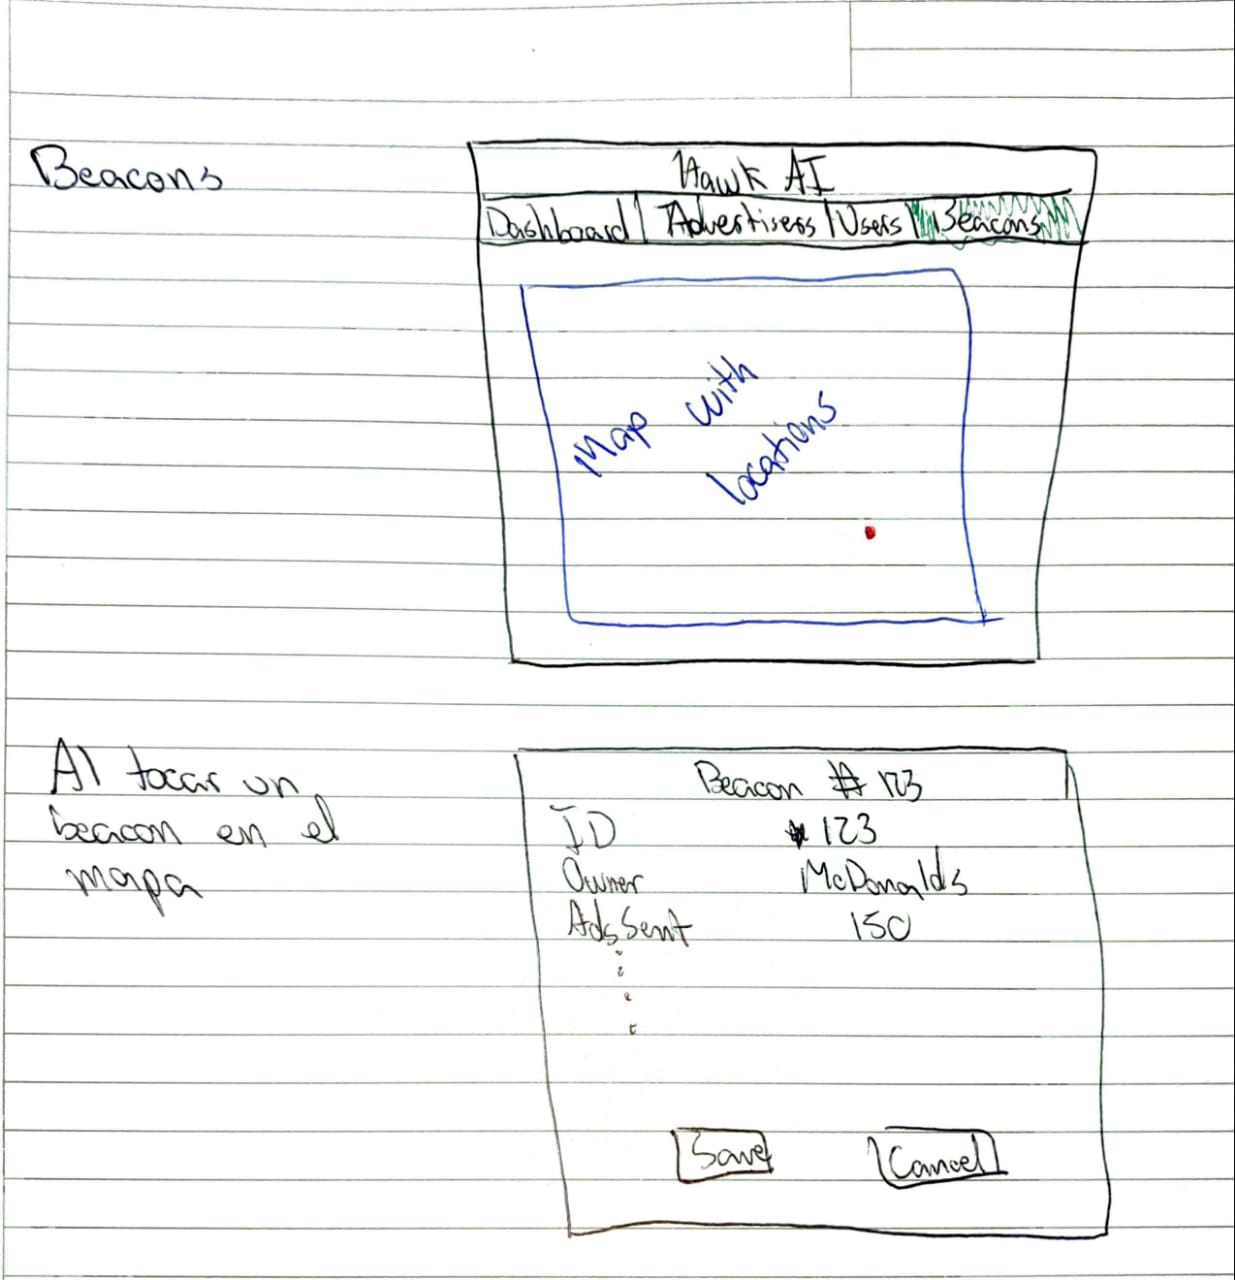 Beacons
Hawk AI
Dashboard | Advertisers | Users | Beacons
Map with
locations
Al tocar un
beacon en el
mapa
Beacon # 123
ID 123
Owner McDonalds
Ads Sent 150
Save Cancel